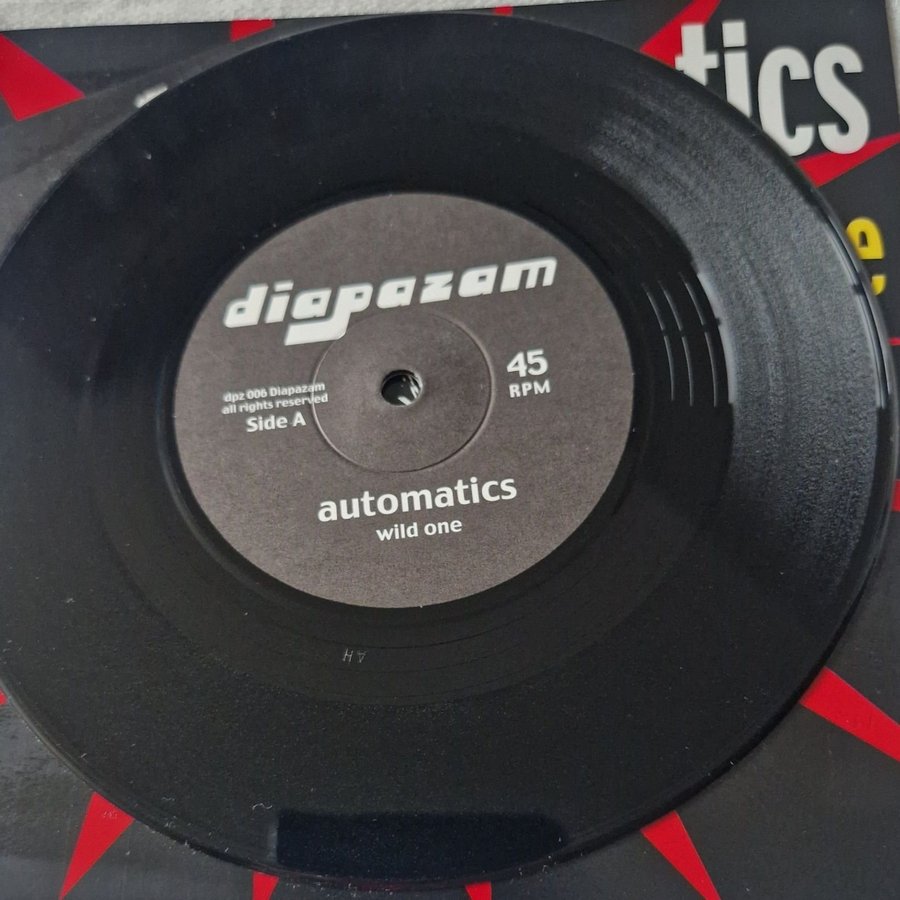 tics
e
diapazam
45
RPM
dpz 006 Diapazam
all rights reserved
Side A
automatics
wild one